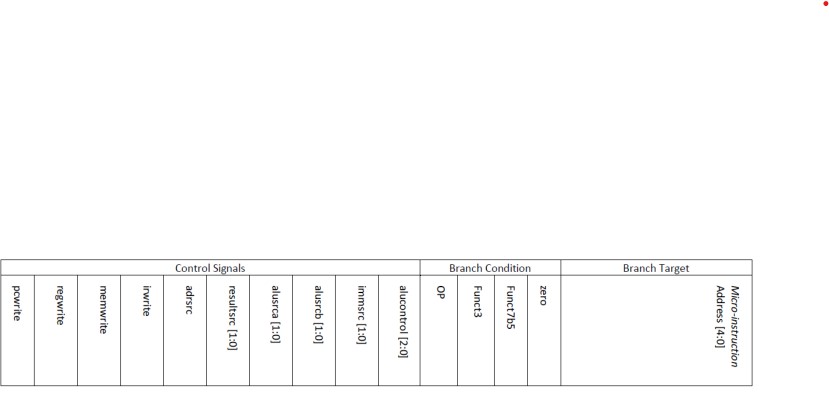 Control Signals
Branch Condition
Branch Target
pcwrite
regwrite
memwrite
irwrite
adrsrc
resultsrc [1:0]
alusrca [1:0]
alusrcb [1:0]
immsrc [1:0]
alucontrol [2:0]
OP
Funct3
Funct7b5
zero
Micro-instruction
Address [4:0]